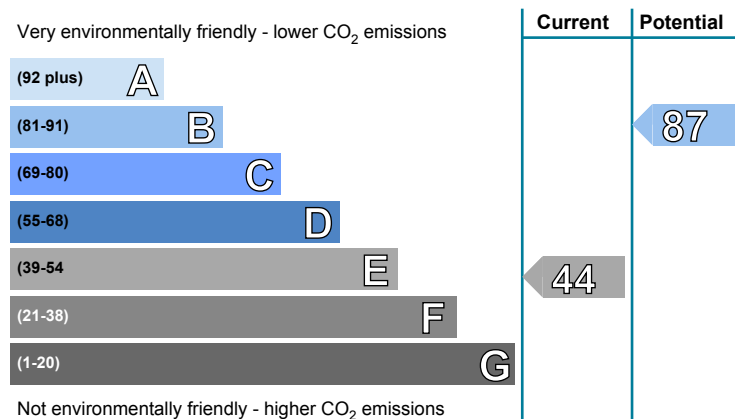 Very environmentally friendly - lower CO₂ emissions
Current
Potential
(92 plus) A
(81-91) B
87
(69-80) C
(55-68) D
(39-54 E
44
(21-38) F
(1-20) G
Not environmentally friendly - higher CO₂ emissions